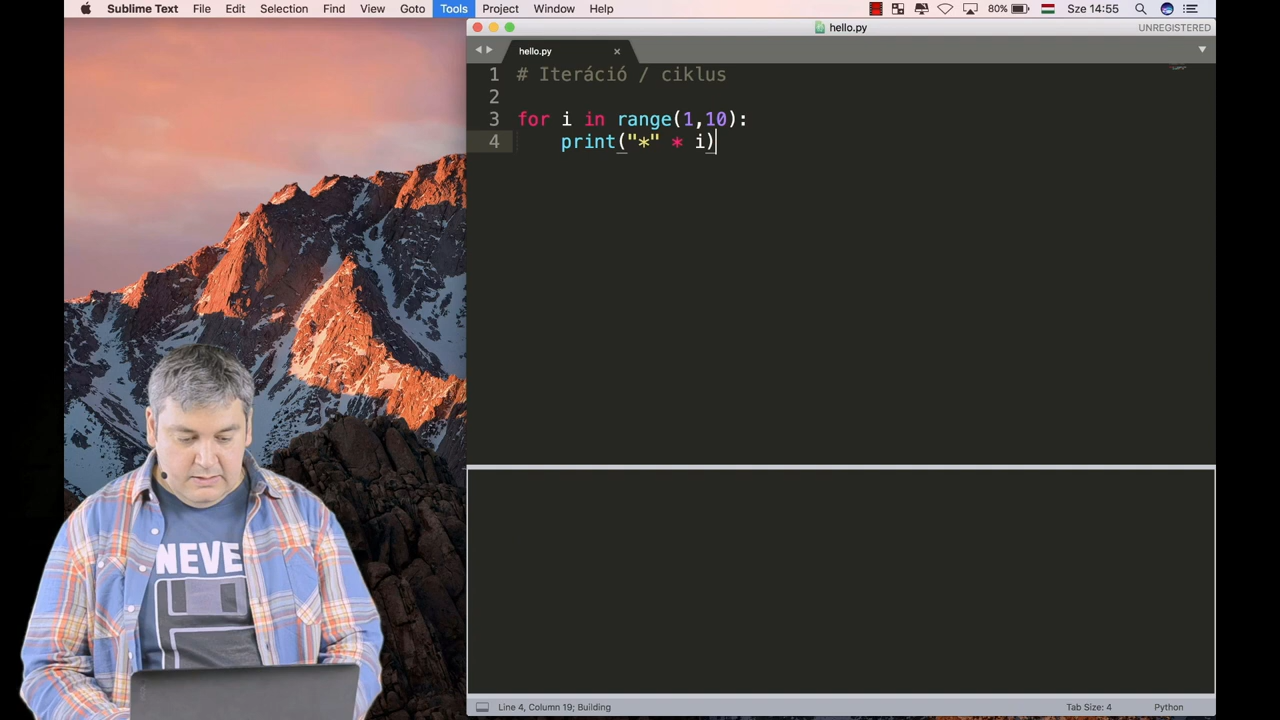 Sublime Text File Edit Selection Find View Goto Tools Project Window Help 80% Sze 14:55
hello.py UNREGISTERED
hello.py ×
1 # Iteráció / ciklus
2
3 for i in range(1,10):
4 print("*" * i)
NEVE
Line 4, Column 19; Building Tab Size: 4 Python